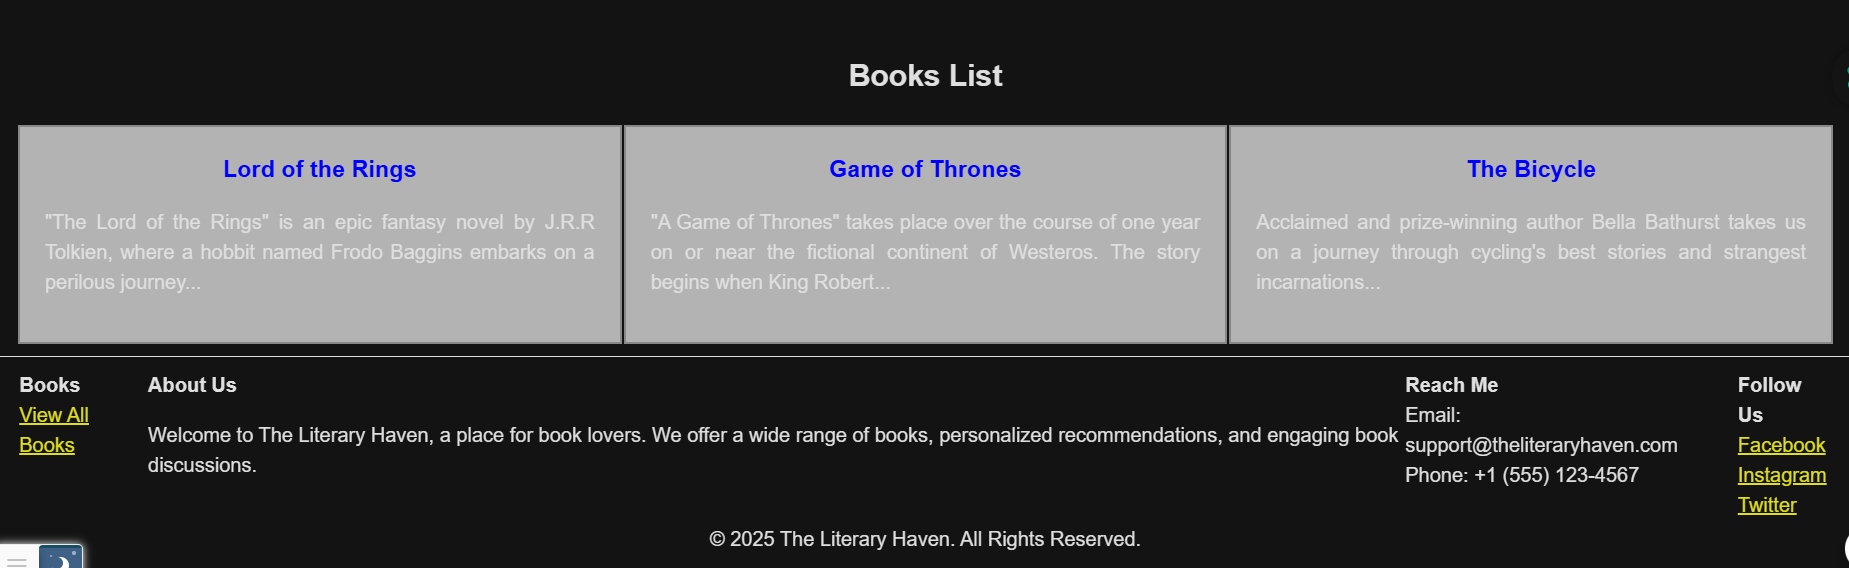 Books List
Lord of the Rings
"The Lord of the Rings" is an epic fantasy novel by J.R.R
Tolkien, where a hobbit named Frodo Baggins embarks on a
perilous journey...
Game of Thrones
"A Game of Thrones" takes place over the course of one year
on or near the fictional continent of Westeros. The story
begins when King Robert...
The Bicycle
Acclaimed and prize-winning author Bella Bathurst takes us
on a journey through cycling's best stories and strangest
incarnations...
Books
View All
Books
About Us
Welcome to The Literary Haven, a place for book lovers. We offer a wide range of books, personalized recommendations, and engaging book
discussions.
Reach Me
Email:
support@theliteraryhaven.com
Phone: +1 (555) 123-4567
Follow
Us
Facebook
Instagram
Twitter
© 2025 The Literary Haven. All Rights Reserved.